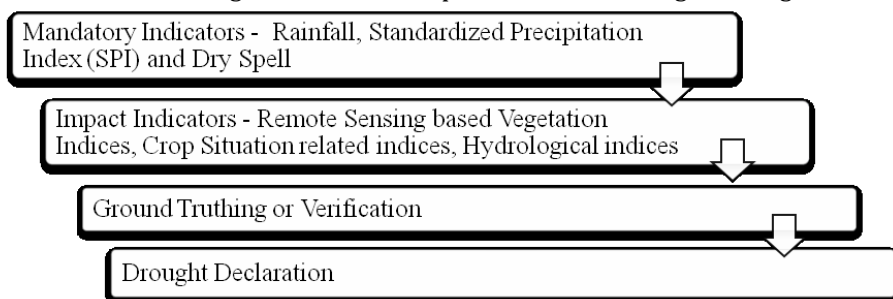 Mandatory Indicators - Rainfall, Standardized Precipitation
Index (SPI) and Dry Spell
Impact Indicators - Remote Sensing based Vegetation
Indices, Crop Situation related indices, Hydrological indices
Ground Truthing or Verification
Drought Declaration